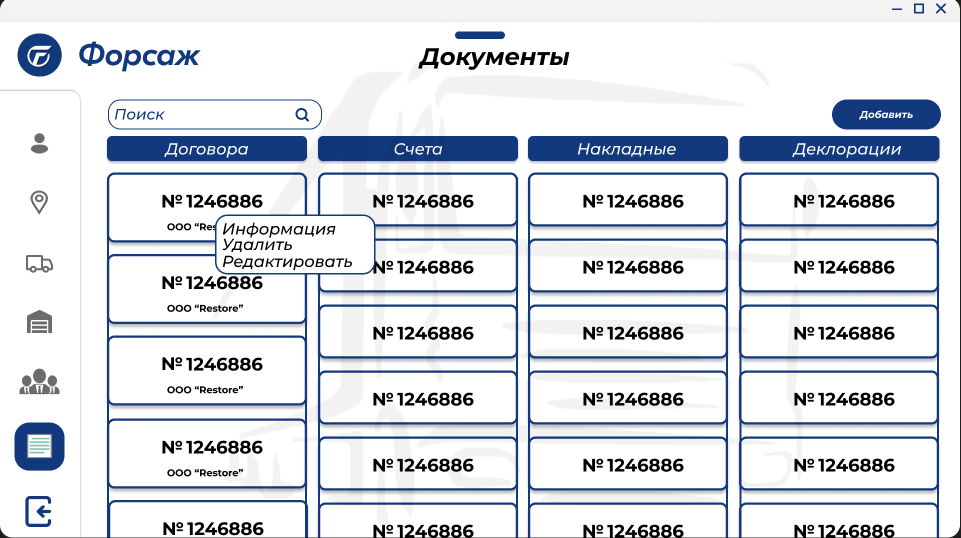 Форсаж
Документы
Поиск
Добавить
Договора
Счета
Накладные
Деклорации
№ 1246886
№ 1246886
№ 1246886
№ 1246886
ООО “Res
Информация
Удалить
Редактировать
№ 1246886
№ 1246886
№ 1246886
№ 1246886
ООО “Restore”
№ 1246886
№ 1246886
№ 1246886
№ 1246886
ООО “Restore”
№ 1246886
№ 1246886
№ 1246886
№ 1246886
ООО “Restore”
№ 1246886
№ 1246886
№ 1246886
№ 1246886
№ 1246886
№ 1246886
№ 1246886